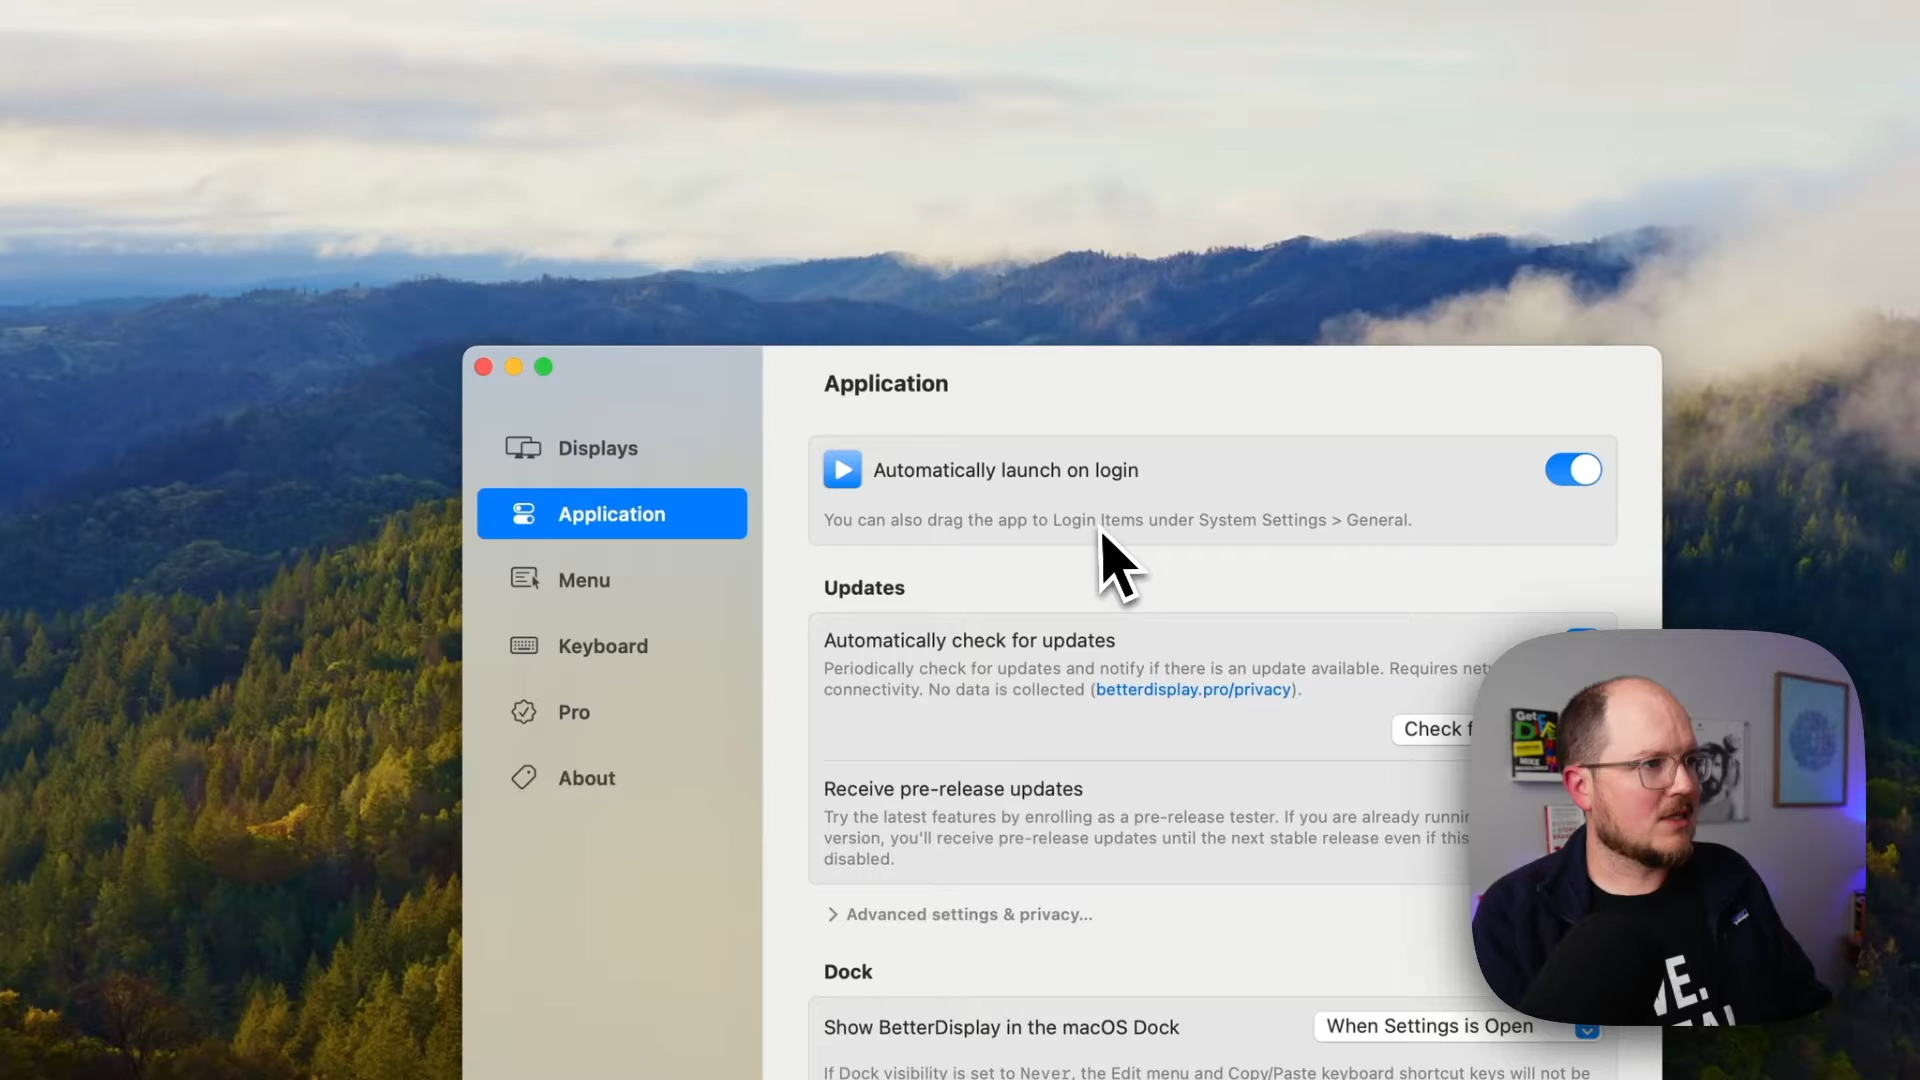 Application
Displays
Application
Menu
Keyboard
Pro
About
Automatically launch on login
You can also drag the app to Login Items under System Settings > General.
Updates
Automatically check for updates
Periodically check for updates and notify if there is an update available. Requires
connectivity. No data is collected (betterdisplay.pro/privacy).
Check
Receive pre-release updates
Try the latest features by enrolling as a pre-release tester. If you are already
version, you'll receive pre-release updates until the next stable release even if this
disabled.
Advanced settings & privacy...
Dock
Show BetterDisplay in the macOS Dock
When Settings is Open
If Dock visibility is set to Never, the Edit menu and Copy/Paste keyboard shortcut keys will not be
Get